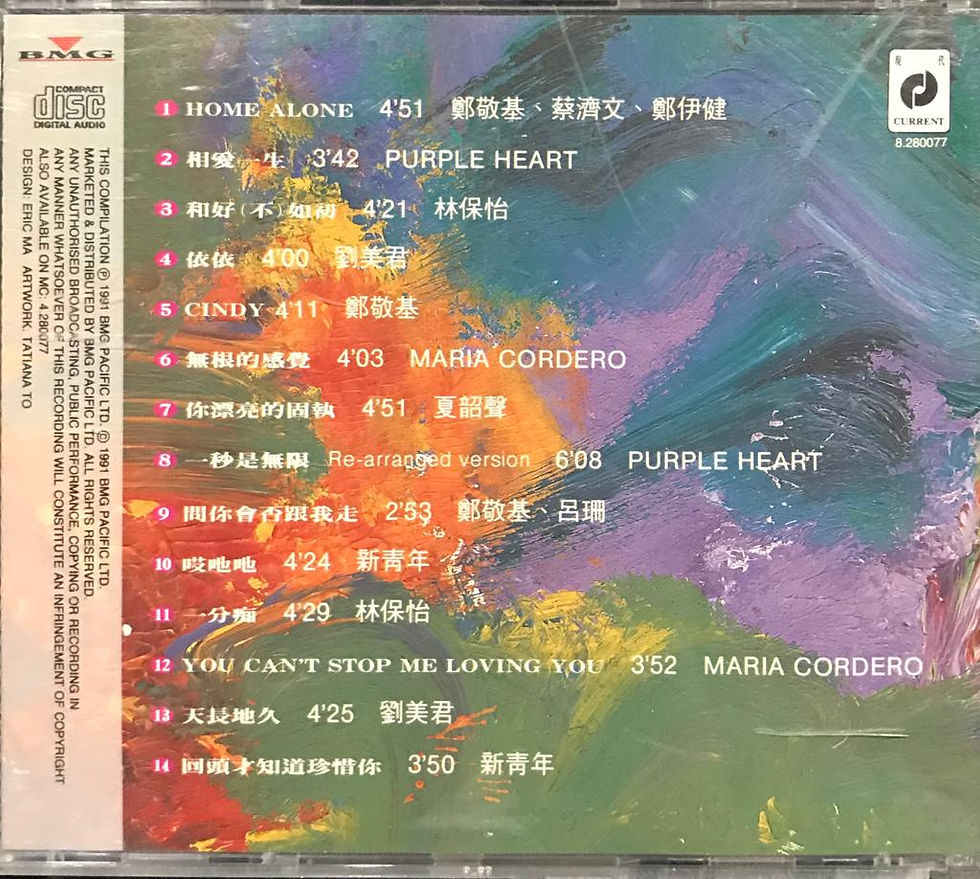 BMG
COMPACT
disc
DIGITAL AUDIO
現代
CURRENT
8.280077
1 HOME ALONE 4'51 鄭敬基、蔡濟文、鄭伊健
2 相愛一生 3'42 PURPLE HEART
3 和好(不)如初 4'21 林保怡
4 依依 4'00 劉美君
5 CINDY 4'11 鄭敬基
6 無根的感覺 4'03 MARIA CORDERO
7 你漂亮的固執 4'51 夏韶聲
8 一秒是無限 Re-arranged version 6'08 PURPLE HEART
9 問你會否跟我走 2'53 鄭敬基、呂珊
10 哎吔吔 4'24 新青年
11 一分痴 4'29 林保怡
12 YOU CAN'T STOP ME LOVING YOU 3'52 MARIA CORDERO
13 天長地久 4'25 劉美君
14 回頭才知道珍惜你 3'50 新青年
THIS COMPILATION ℗ 1991 BMG PACIFIC LTD. © 1991 BMG PACIFIC LTD.
MARKETED & DISTRIBUTED BY BMG PACIFIC LTD. ALL RIGHTS RESERVED.
ANY UNAUTHORISED BROADCASTING, PUBLIC PERFORMANCE, COPYING OR RECORDING IN
ANY MANNER WHATSOEVER OF THIS RECORDING WILL CONSTITUTE AN INFRINGEMENT OF COPYRIGHT
ALSO AVAILABLE ON MC: 4.280077
DESIGN: ERIC MA ARTWORK: TATIANA TO